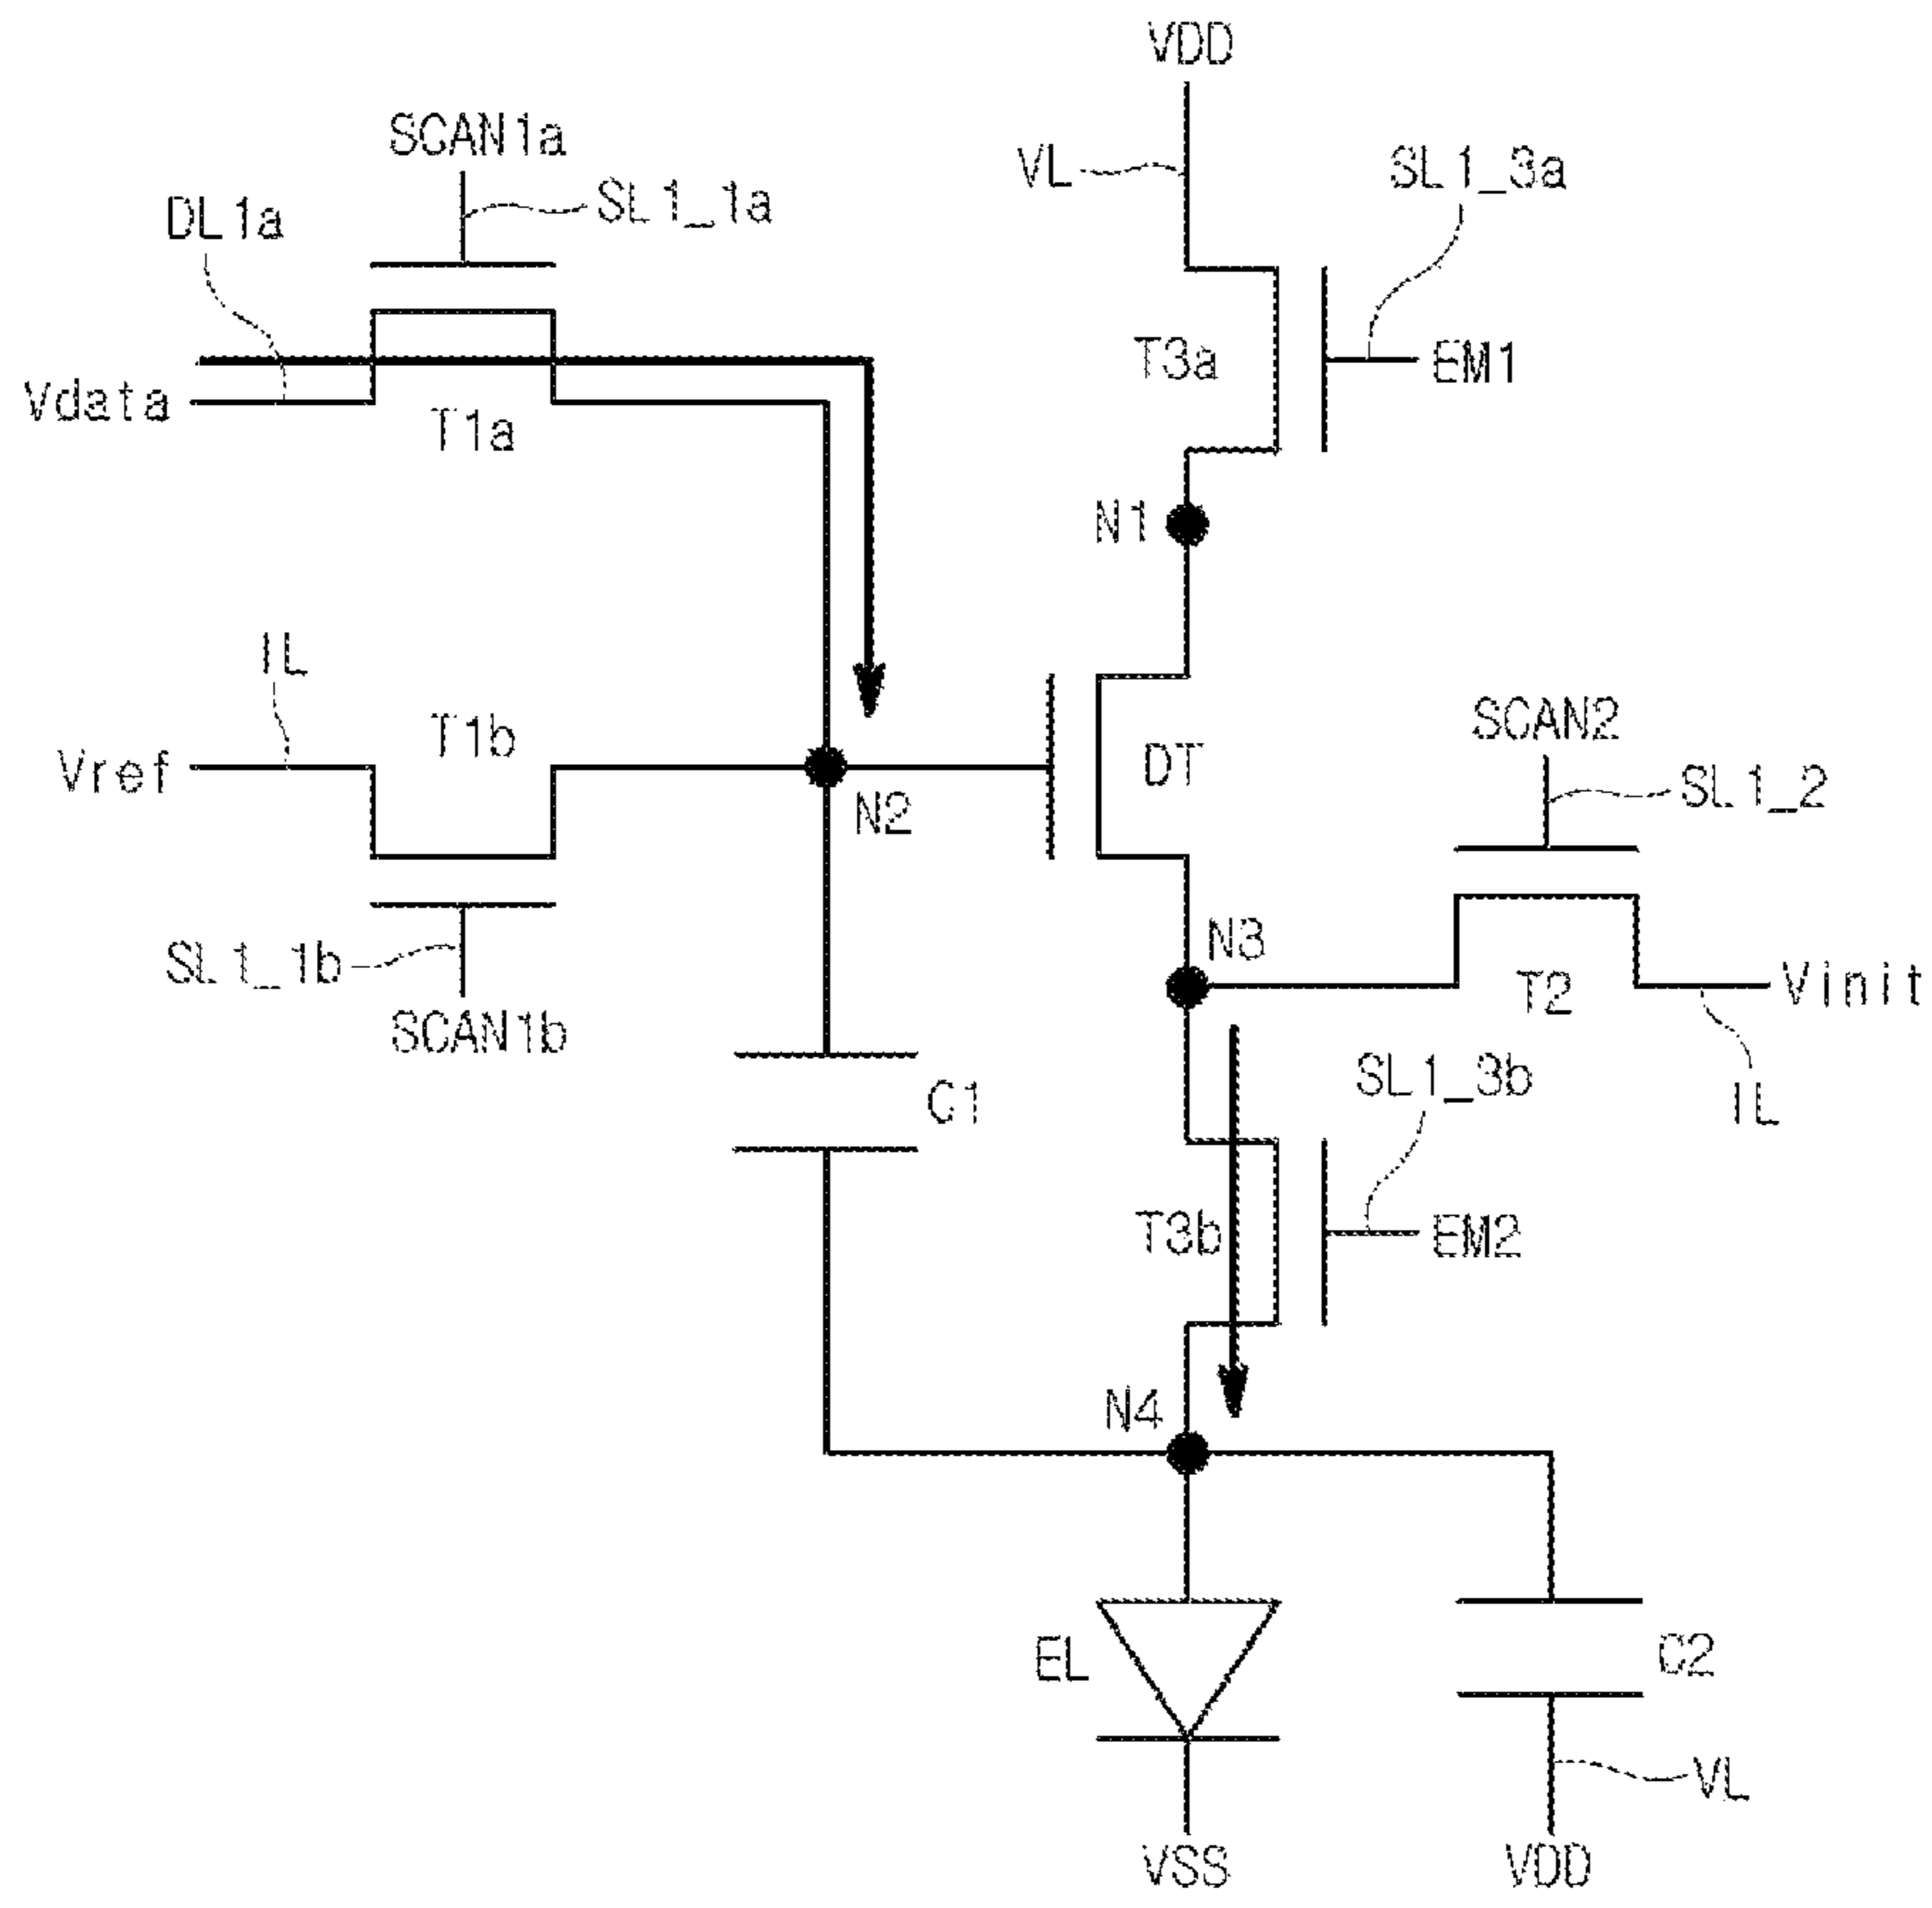 VDD
SCAN1a
VL
SL1_3a
SL1_1a
DL1a
T3a
EM1
Vdata
T1a
N1
IL
T1b
SCAN2
Vref
DT
SL1_2
N2
N3
SL1_1b
T2
Vinit
SCAN1b
SL1_3b
C1
IL
T3b
EM2
N4
EL
C2
VL
VSS
VDD